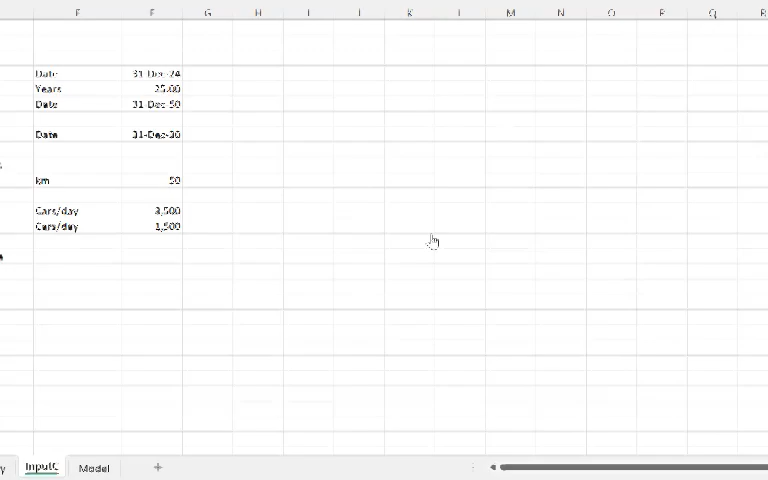 E F G H I J K L M N O P Q R
Date 31-Dec-24
Years 25.00
Date 31-Dec-50
Date 31-Dec-30
km 50
Cars/day 3,500
Cars/day 1,500
y InputC Model +